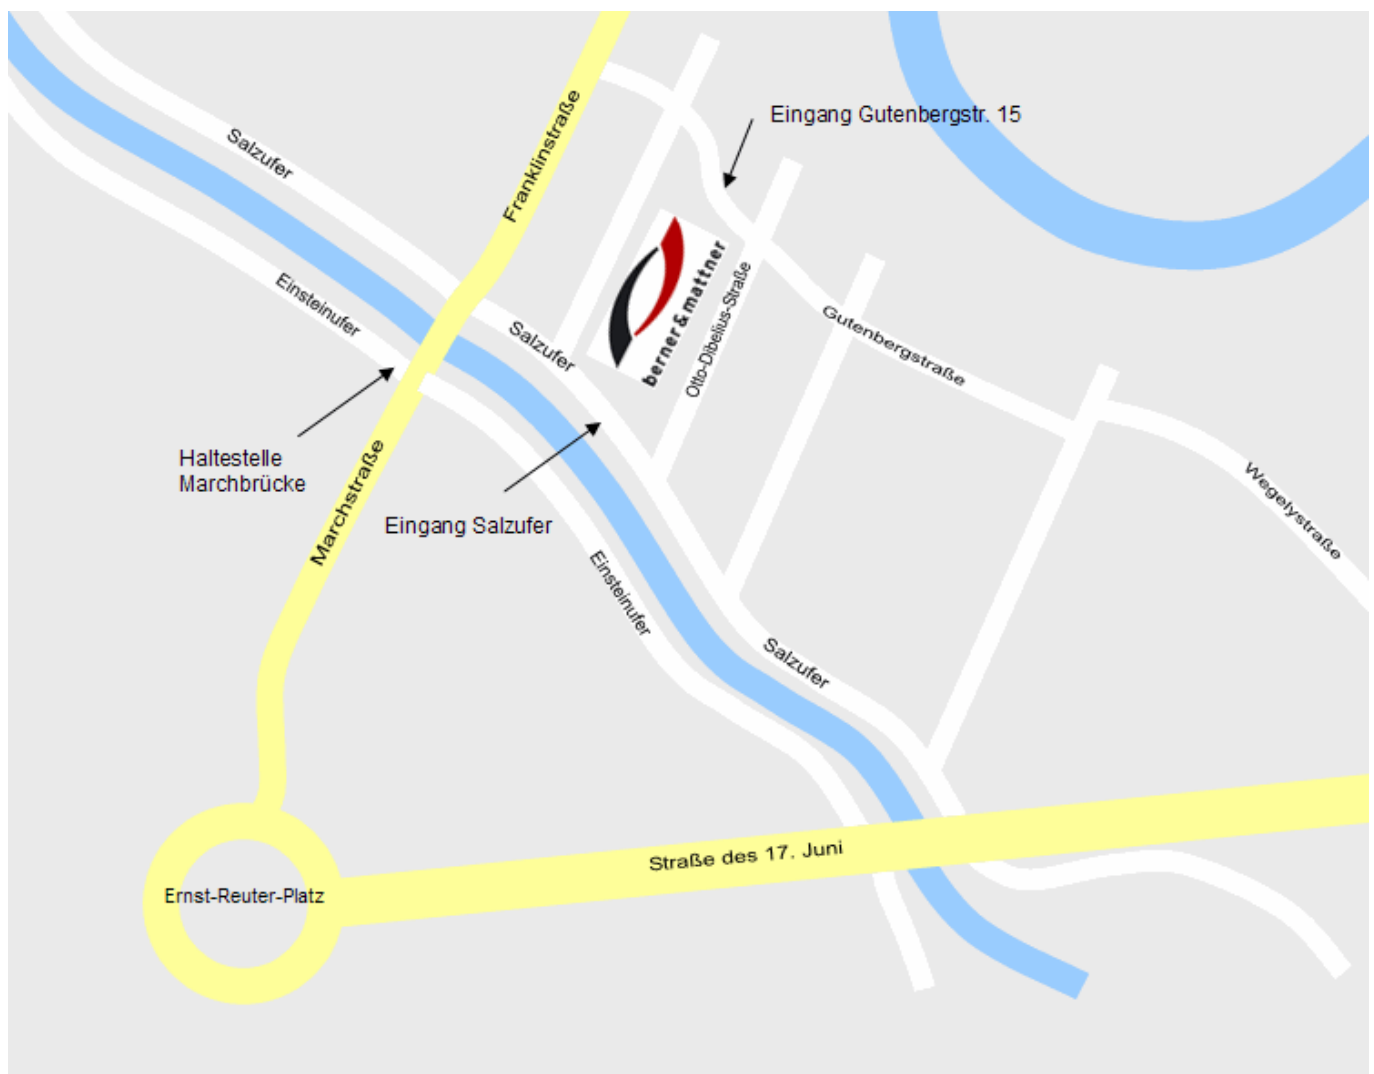 Eingang Gutenbergstr. 15
Salzufer
Franklinstraße
Einsteinufer
Salzufer
berner & mattner
Otto-Dibelius-Straße
Gutenbergstraße
Haltestelle
Marchbrücke
Marchstraße
Eingang Salzufer
Wegelystraße
Einsteinufer
Salzufer
Straße des 17. Juni
Ernst-Reuter-Platz